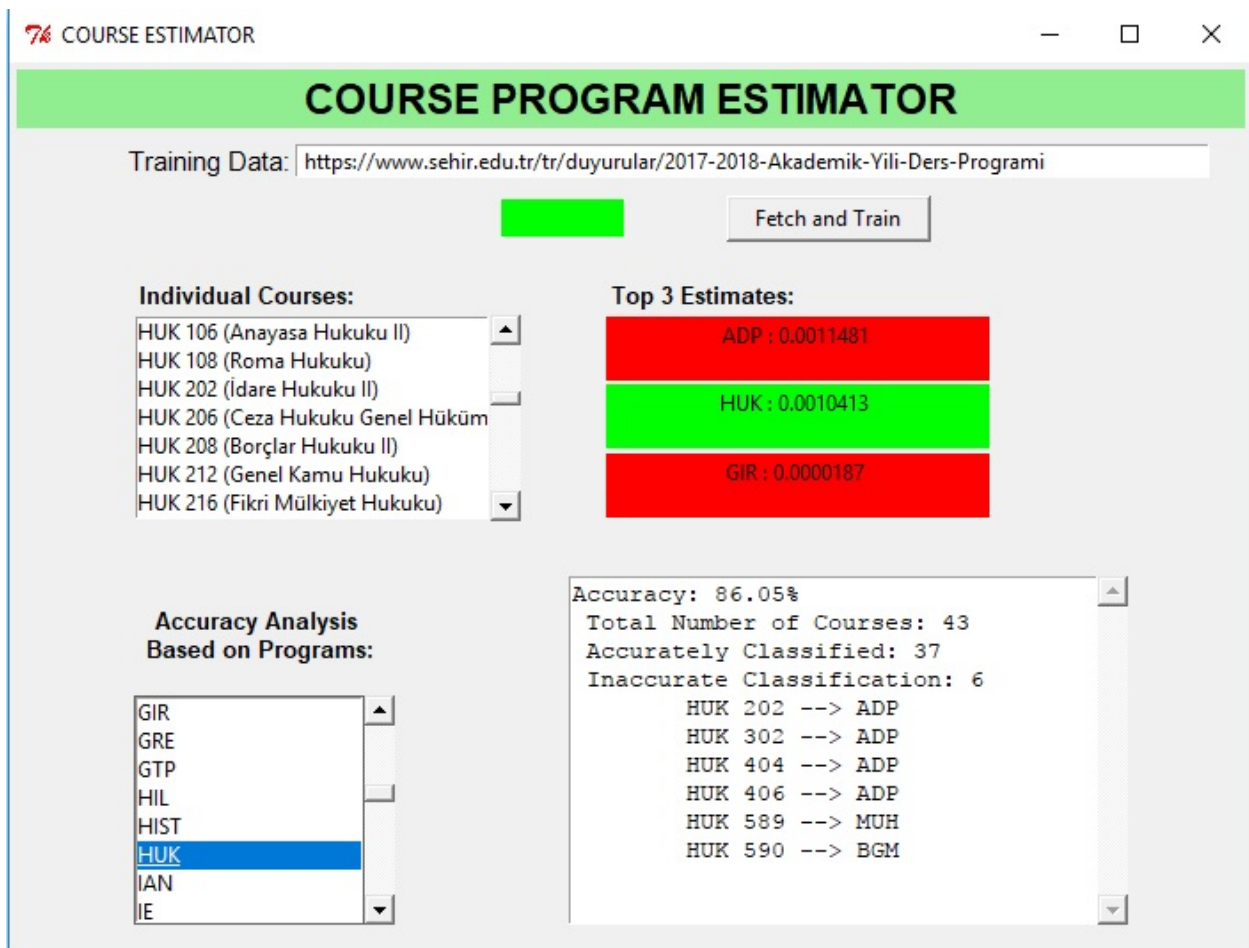 COURSE ESTIMATOR
COURSE PROGRAM ESTIMATOR
Training Data: https://www.sehir.edu.tr/tr/duyurular/2017-2018-Akademik-Yili-Ders-Programi
Fetch and Train
Individual Courses:
HUK 106 (Anayasa Hukuku II)
HUK 108 (Roma Hukuku)
HUK 202 (İdare Hukuku II)
HUK 206 (Ceza Hukuku Genel Hüküm
HUK 208 (Borçlar Hukuku II)
HUK 212 (Genel Kamu Hukuku)
HUK 216 (Fikri Mülkiyet Hukuku)
Top 3 Estimates:
ADP : 0.0011481
HUK : 0.0010413
GIR : 0.0000187
Accuracy Analysis
Based on Programs:
GIR
GRE
GTP
HIL
HIST
HUK
IAN
IE
Accuracy: 86.05%
Total Number of Courses: 43
Accurately Classified: 37
Inaccurate Classification: 6
HUK 202 --> ADP
HUK 302 --> ADP
HUK 404 --> ADP
HUK 406 --> ADP
HUK 589 --> MUH
HUK 590 --> BGM